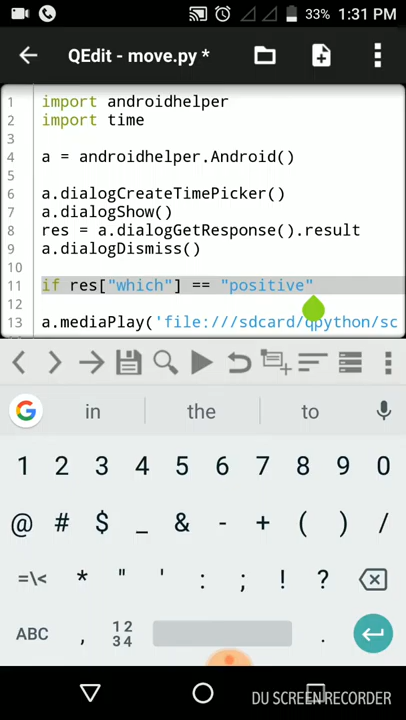 33% 1:31 PM
QEdit - move.py *
1 import androidhelper
2 import time
3
4 a = androidhelper.Android()
5
6 a.dialogCreateTimePicker()
7 a.dialogShow()
8 res = a.dialogGetResponse().result
9 a.dialogDismiss()
10
11 if res["which"] == "positive"
12
13 a.mediaPlay('file:///sdcard/qpython/sc
G in the to
1 2 3 4 5 6 7 8 9 0
@ # $ _ & - + ( ) /
=\< * " ' : ; ! ?
ABC , 12 34 .
DU SCREEN RECORDER